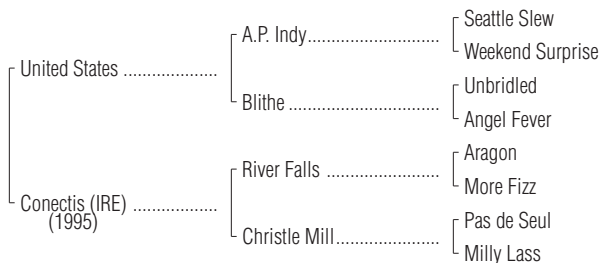 Seattle Slew
A.P. Indy..............................
Weekend Surprise
United States ....................
Unbridled
Blithe ................................
Angel Fever
Aragon
River Falls ........................
More Fizz
Conectis (IRE) ..................
(1995)
Pas de Seul
Christle Mill......................
Milly Lass